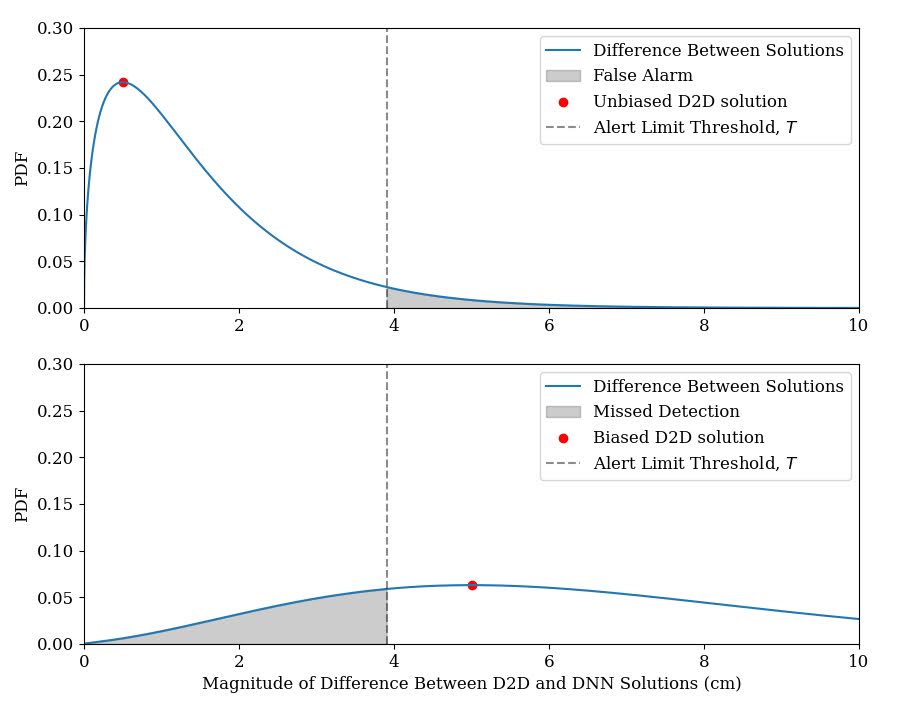 0.30
0.25
0.20
0.15
0.10
0.05
0.00
PDF
Difference Between Solutions
False Alarm
Unbiased D2D solution
Alert Limit Threshold, T
0 2 4 6 8 10
0.30
0.25
0.20
0.15
0.10
0.05
0.00
PDF
Difference Between Solutions
Missed Detection
Biased D2D solution
Alert Limit Threshold, T
0 2 4 6 8 10
Magnitude of Difference Between D2D and DNN Solutions (cm)